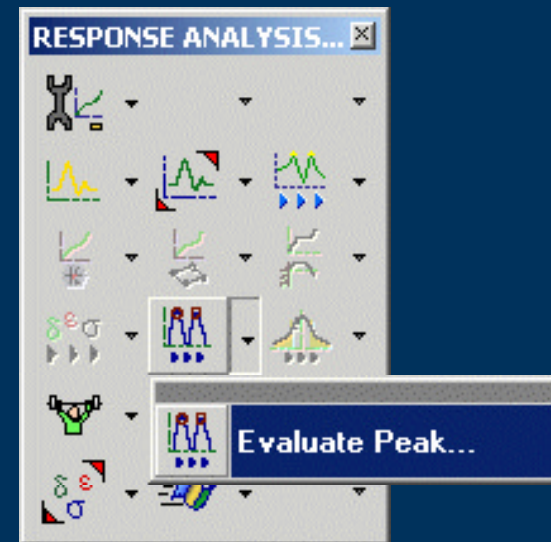 RESPONSE ANALYSIS...
δ ε σ
Evaluate Peak...
δ ε σ